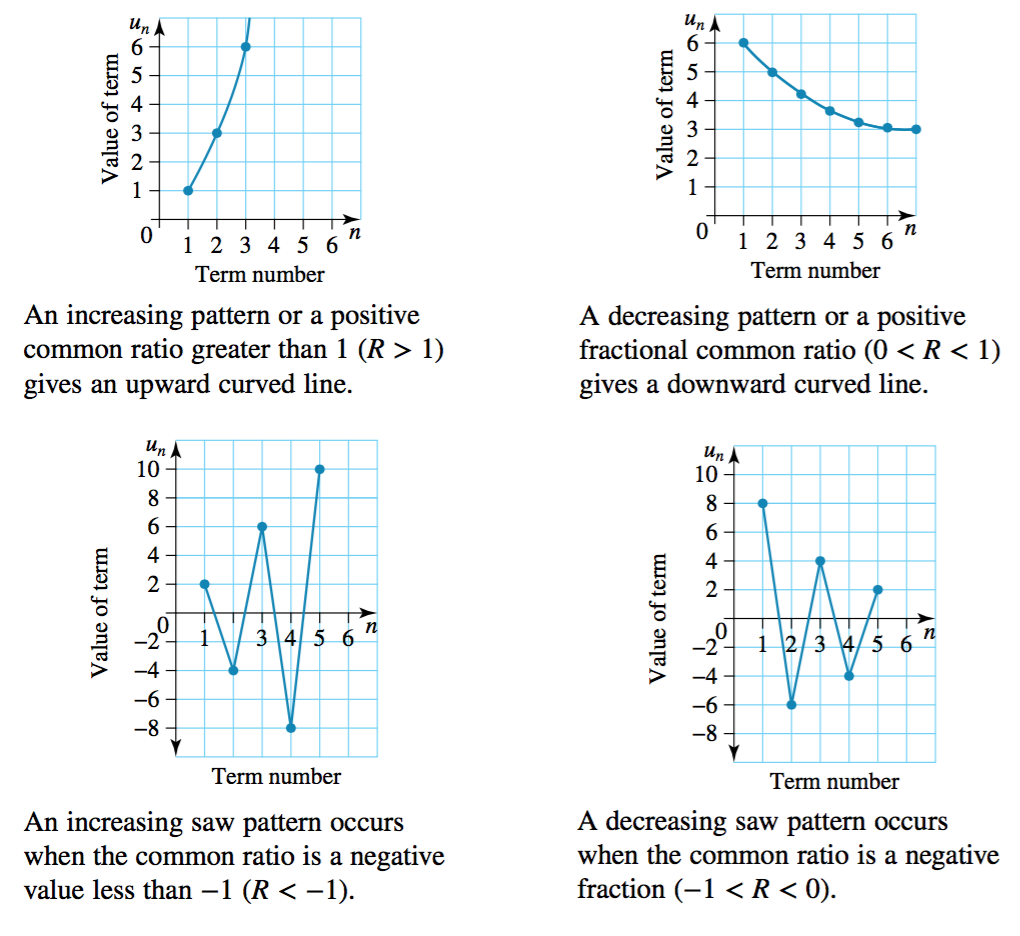 uₙ
6
5
4
3
2
1
0
1 2 3 4 5 6 n
Value of term
Term number
An increasing pattern or a positive
common ratio greater than 1 (R > 1)
gives an upward curved line.
uₙ
6
5
4
3
2
1
0
1 2 3 4 5 6 n
Value of term
Term number
A decreasing pattern or a positive
fractional common ratio (0 < R < 1)
gives a downward curved line.
uₙ
10
8
6
4
2
0
1 3 4 5 6 n
−2
−4
−6
−8
Value of term
Term number
An increasing saw pattern occurs
when the common ratio is a negative
value less than −1 (R < −1).
uₙ
10
8
6
4
2
0
1 2 3 4 5 6 n
−2
−4
−6
−8
Value of term
Term number
A decreasing saw pattern occurs
when the common ratio is a negative
fraction (−1 < R < 0).